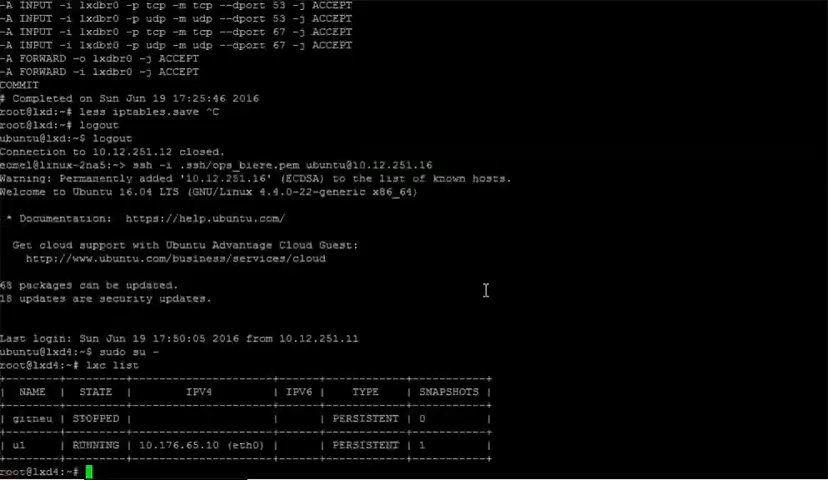 -A INPUT -i lxdbr0 -p tcp -m tcp --dport 53 -j ACCEPT
-A INPUT -i lxdbr0 -p udp -m udp --dport 53 -j ACCEPT
-A INPUT -i lxdbr0 -p tcp -m tcp --dport 67 -j ACCEPT
-A INPUT -i lxdbr0 -p udp -m udp --dport 67 -j ACCEPT
-A FORWARD -o lxdbr0 -j ACCEPT
-A FORWARD -i lxdbr0 -j ACCEPT
COMMIT
# Completed on Sun Jun 19 17:25:46 2016
root@lxd:~# less iptables.save ^C
root@lxd:~# logout
ubuntu@lxd:~$ logout
Connection to 10.12.251.12 closed.
eomel@linux-2na5:~> ssh -i .ssh/ops_biere.pem ubuntu@10.12.251.16
Warning: Permanently added '10.12.251.16' (ECDSA) to the list of known hosts.
Welcome to Ubuntu 16.04 LTS (GNU/Linux 4.4.0-22-generic x86_64)
* Documentation: https://help.ubuntu.com/
Get cloud support with Ubuntu Advantage Cloud Guest:
http://www.ubuntu.com/business/services/cloud
68 packages can be updated.
18 updates are security updates.
Last login: Sun Jun 19 17:50:05 2016 from 10.12.251.11
ubuntu@lxd4:~$ sudo su -
root@lxd4:~# lxc list
| NAME | STATE | IPV4 | IPV6 | TYPE | SNAPSHOTS |
| gitneu | STOPPED | | | PERSISTENT | 0 |
| u1 | RUNNING | 10.176.65.10 (eth0) | | PERSISTENT | 1 |
root@lxd4:~#